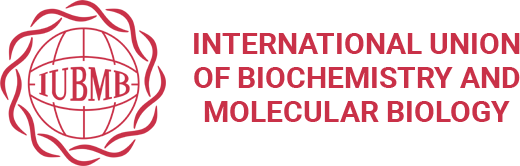 IUBMB
INTERNATIONAL UNION
OF BIOCHEMISTRY AND
MOLECULAR BIOLOGY